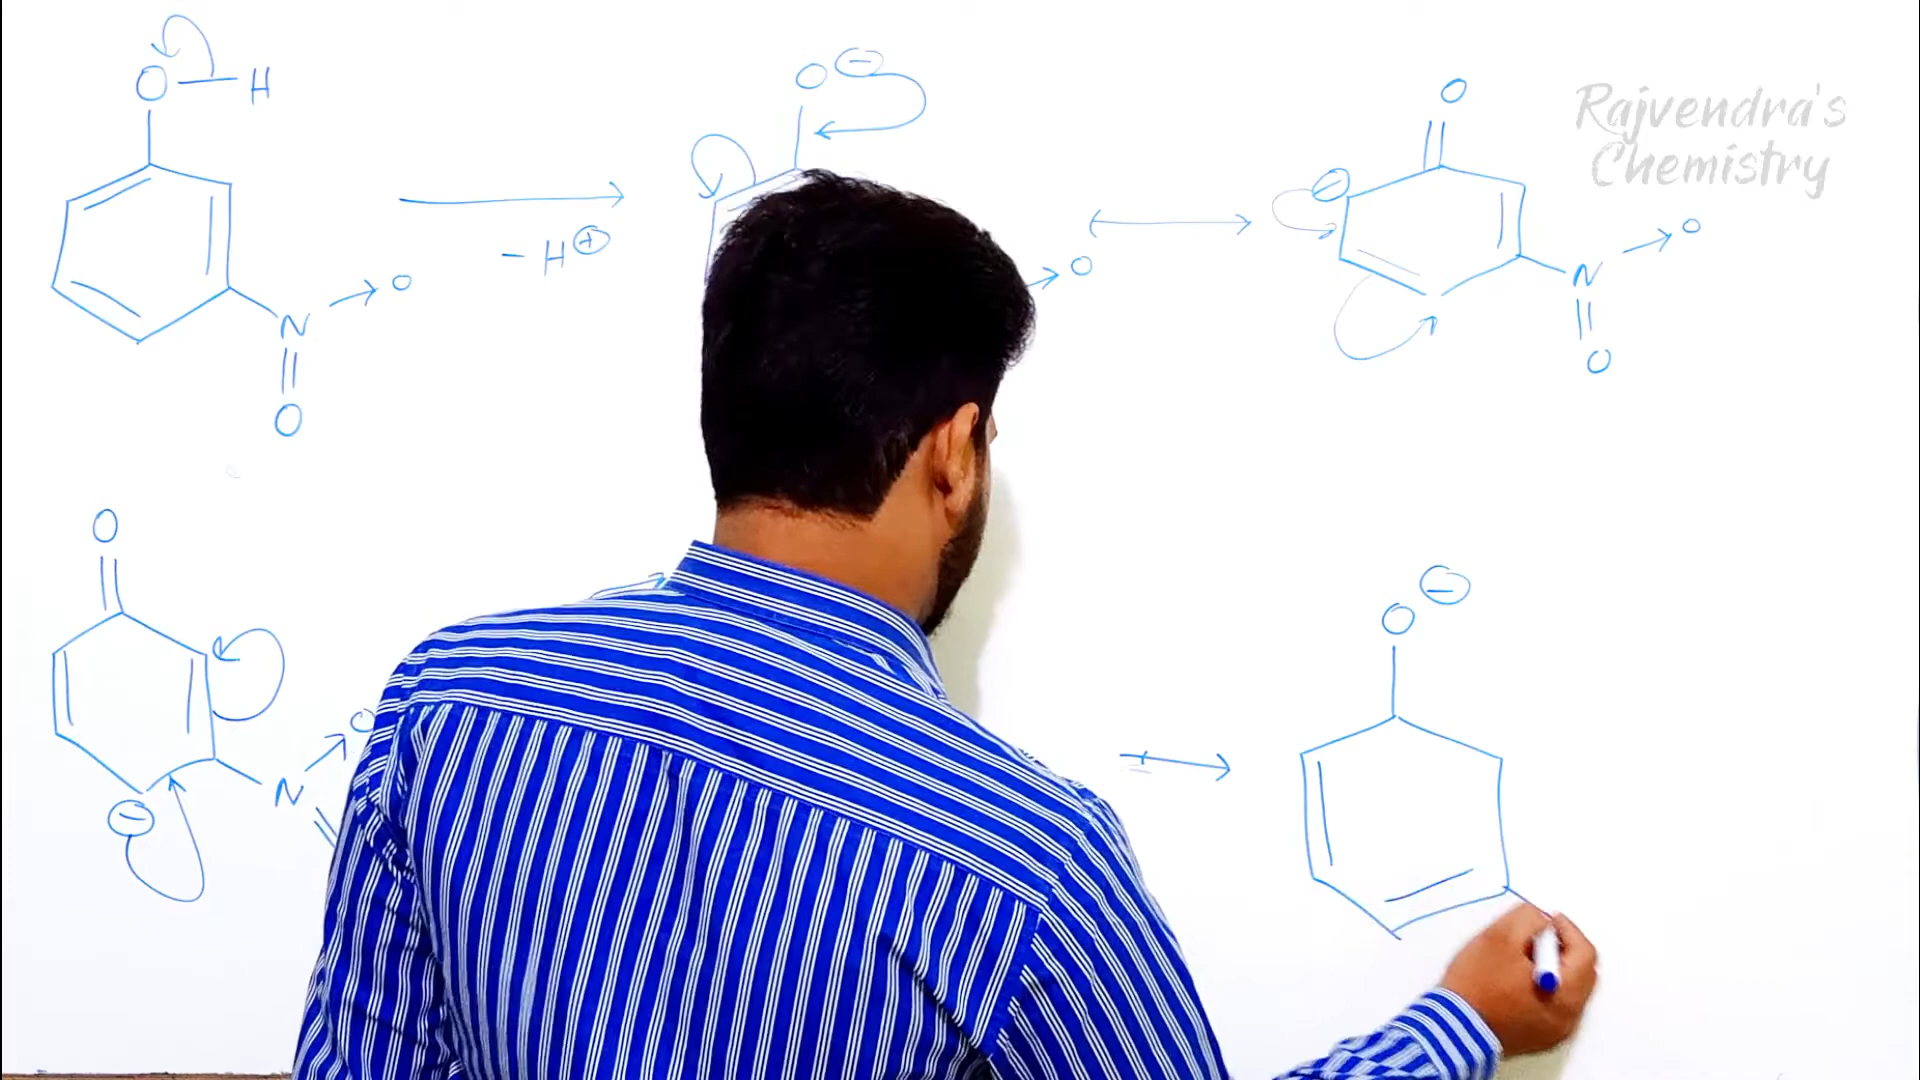 O — H
N → O
O
- H ⊕
O ⊖
→ O
O
⊖
N → O
O
Rajvendra's
Chemistry
O
⊖
N
O
O ⊖